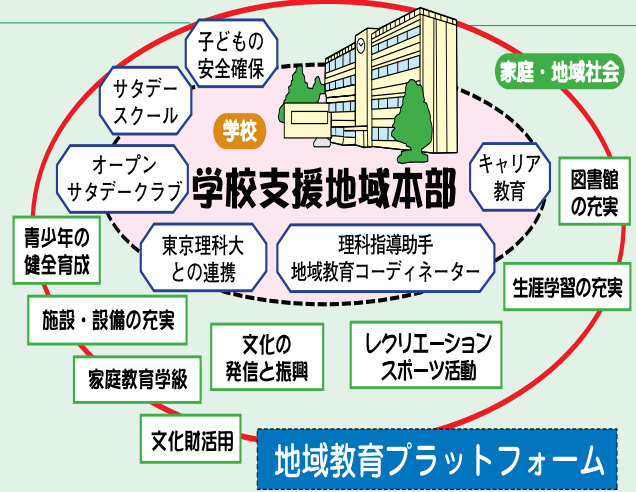 子どもの
安全確保
サタデー
スクール
家庭・地域社会
学校
オープン
サタデークラブ
学校支援地域本部
キャリア
教育
図書館
の充実
青少年の
健全育成
東京理科大
との連携
理科指導助手
地域教育コーディネーター
生涯学習の充実
施設・設備の充実
文化の
発信と振興
レクリエーション
スポーツ活動
家庭教育学級
文化財活用
地域教育プラットフォーム